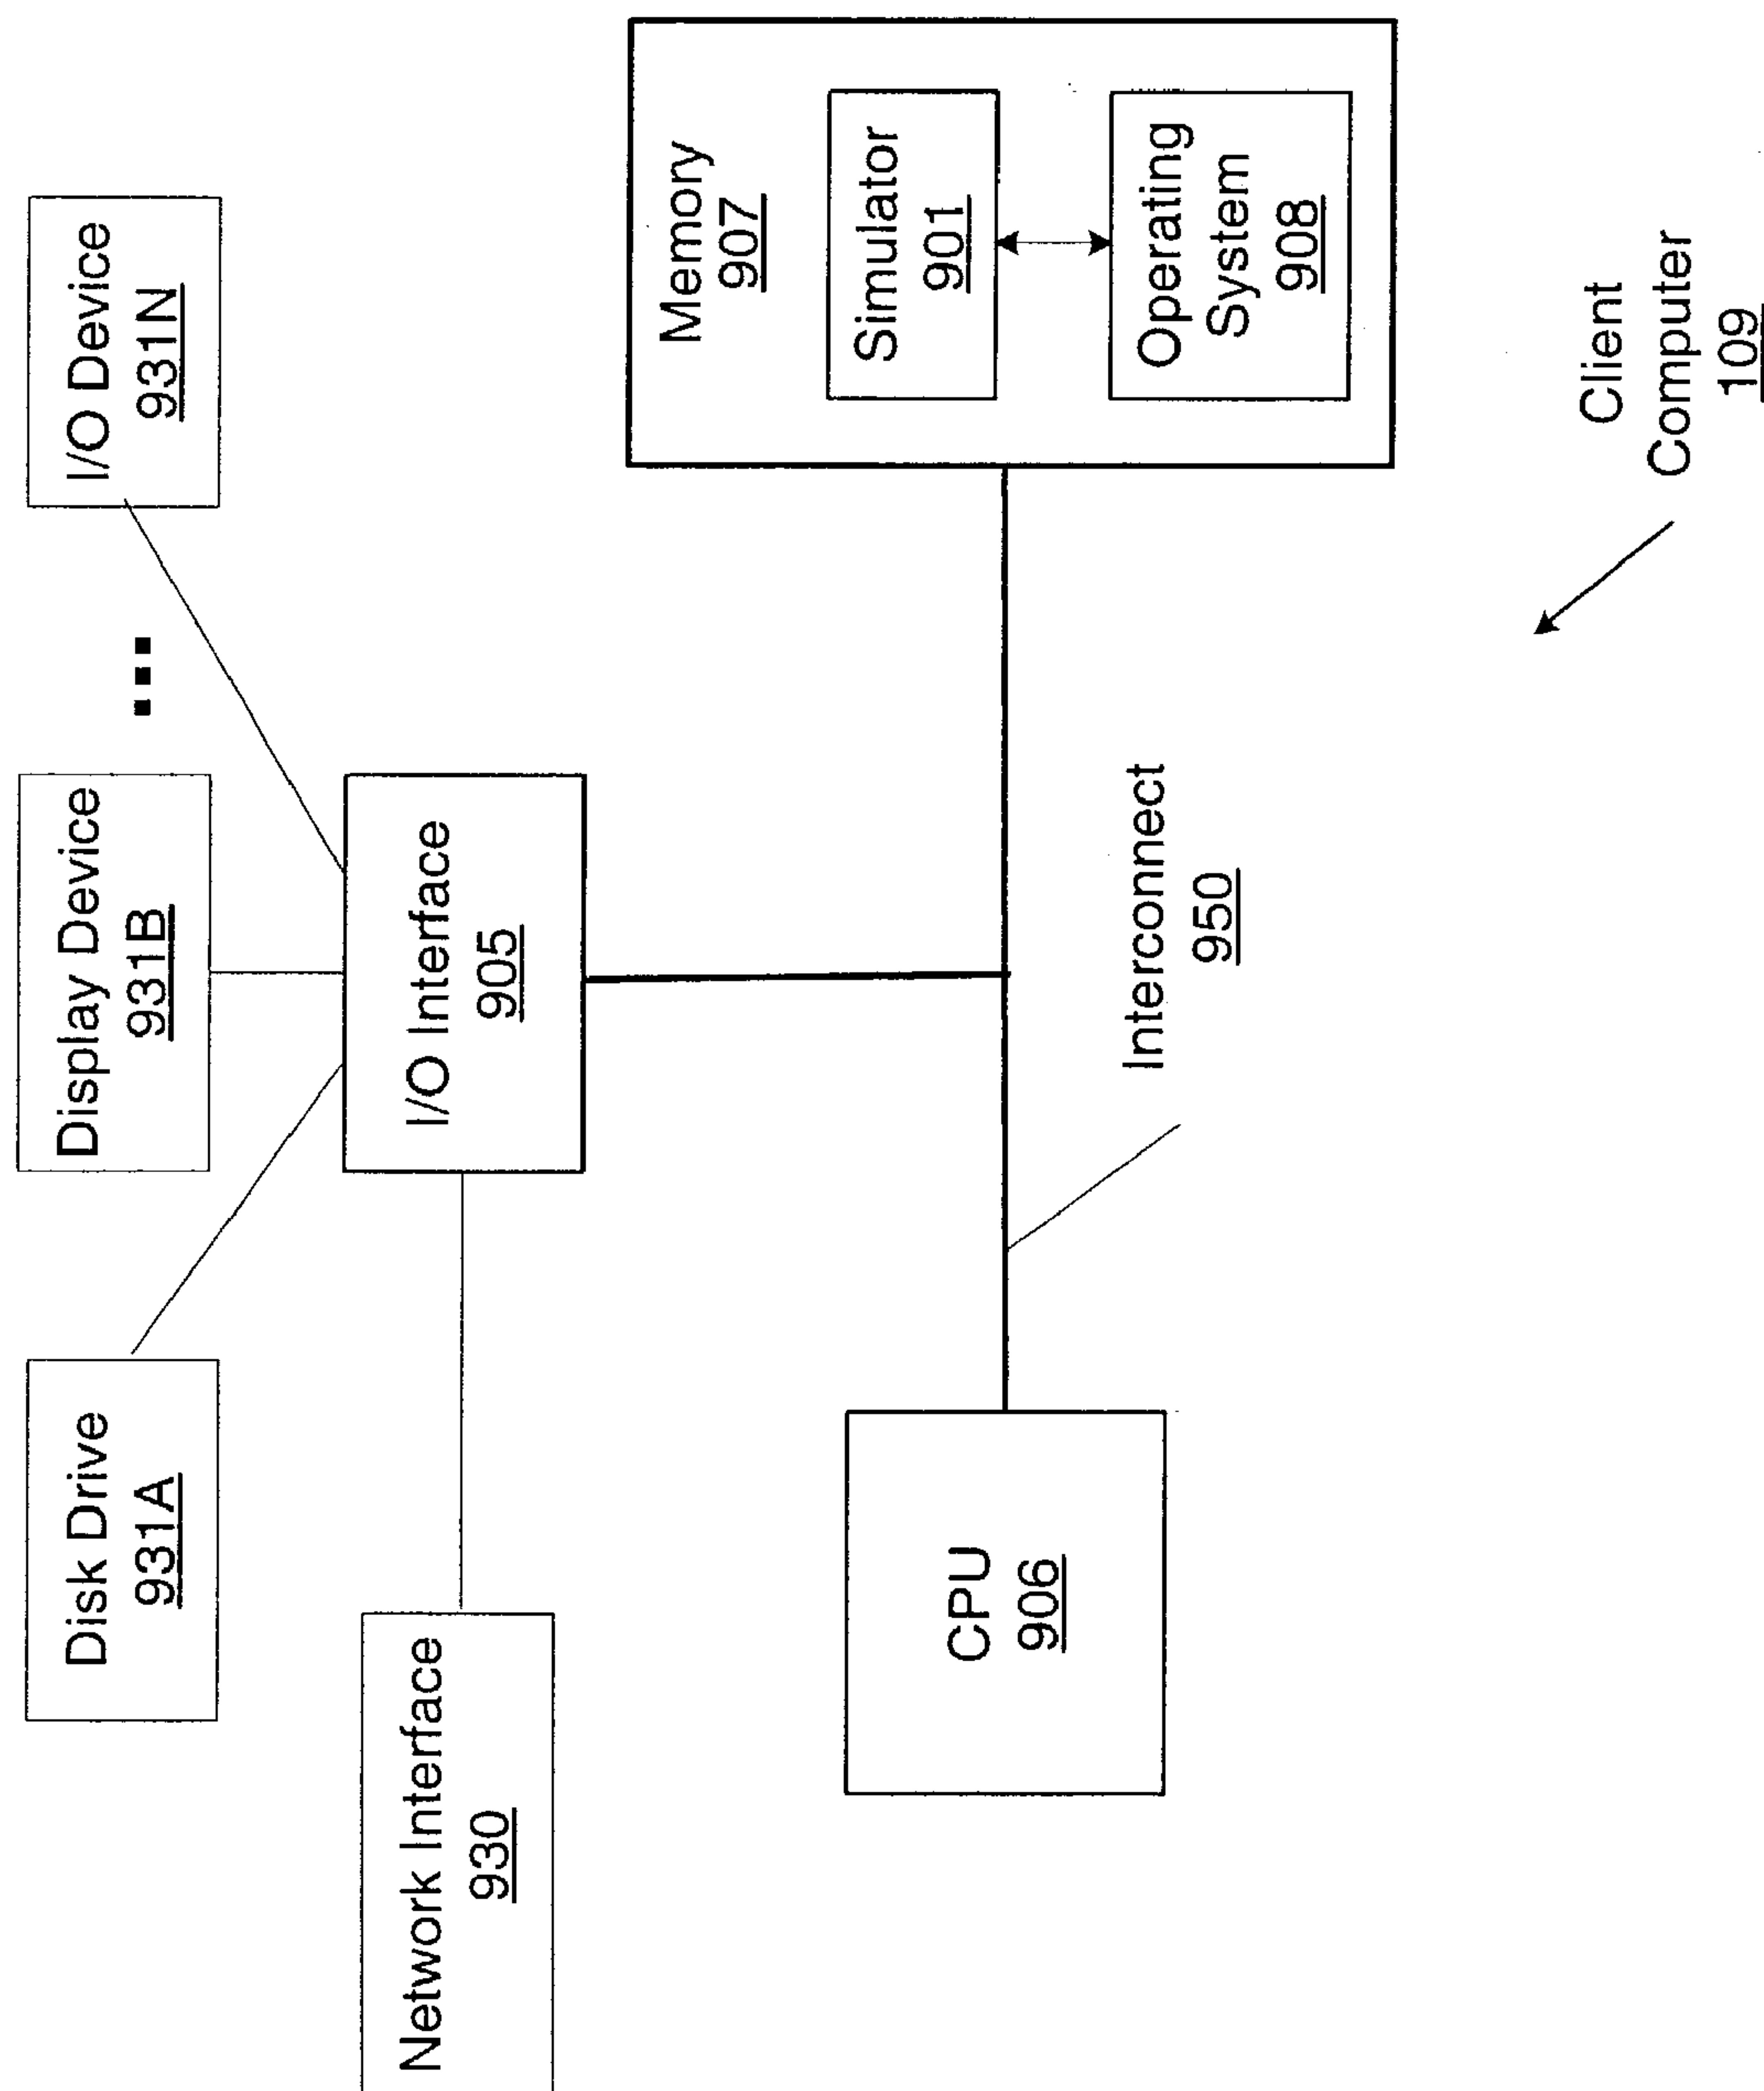 Disk Drive
931A
Display Device
931B
I/O Device
931N
Network Interface
930
I/O Interface
905
CPU
906
Interconnect
950
Memory
907
Simulator
901
Operating
System
908
Client
Computer
109